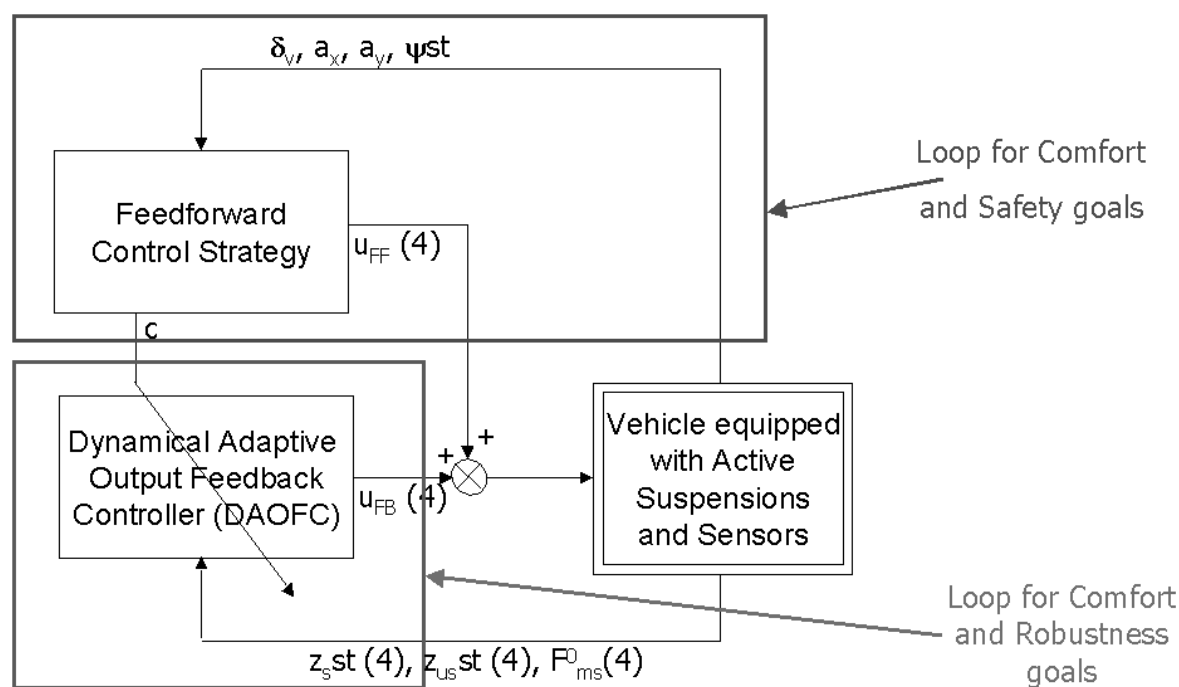 δv, ax, ay, ψst
Loop for Comfort
and Safety goals
Feedforward
Control Strategy
uFF (4)
c
Dynamical Adaptive
Output Feedback
Controller (DAOFC)
uFB (4)
+
+
Vehicle equipped
with Active
Suspensions
and Sensors
Loop for Comfort
and Robustness
goals
zsst (4), zusst (4), F0ms(4)